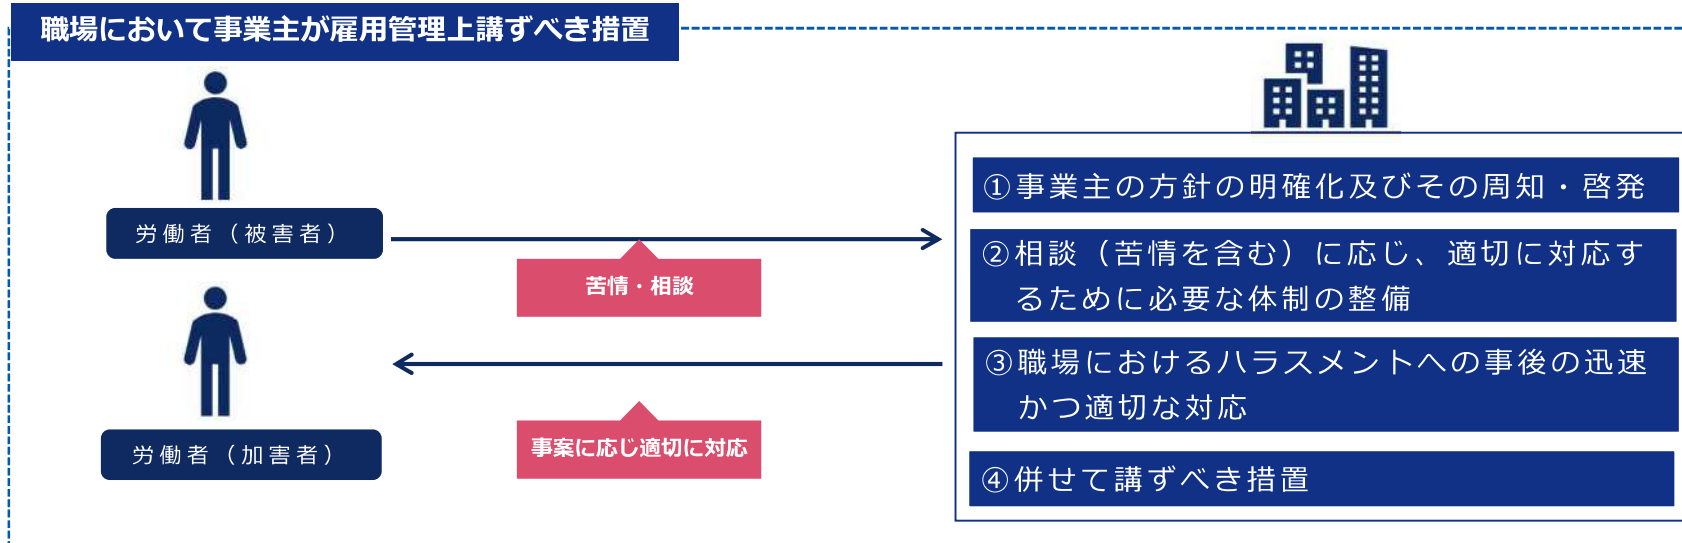 職場において事業主が雇用管理上講ずべき措置
労働者（被害者）
苦情・相談
労働者（加害者）
事案に応じ適切に対応
①事業主の方針の明確化及びその周知・啓発
②相談（苦情を含む）に応じ、適切に対応す
るために必要な体制の整備
③職場におけるハラスメントへの事後の迅速
かつ適切な対応
④併せて講ずべき措置